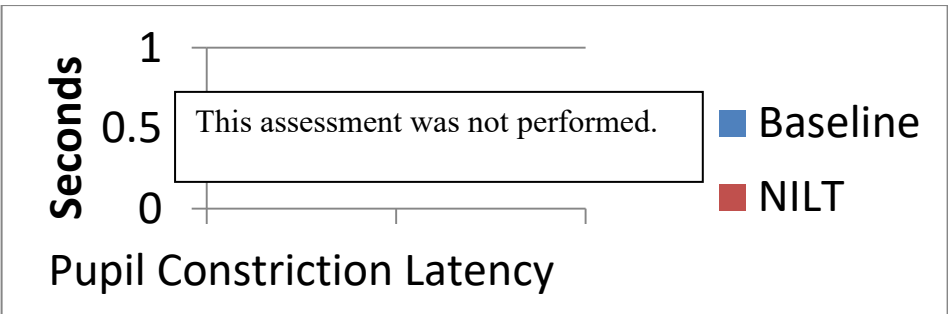 Seconds
1
0.5
0
This assessment was not performed.
Baseline
NILT
Pupil Constriction Latency